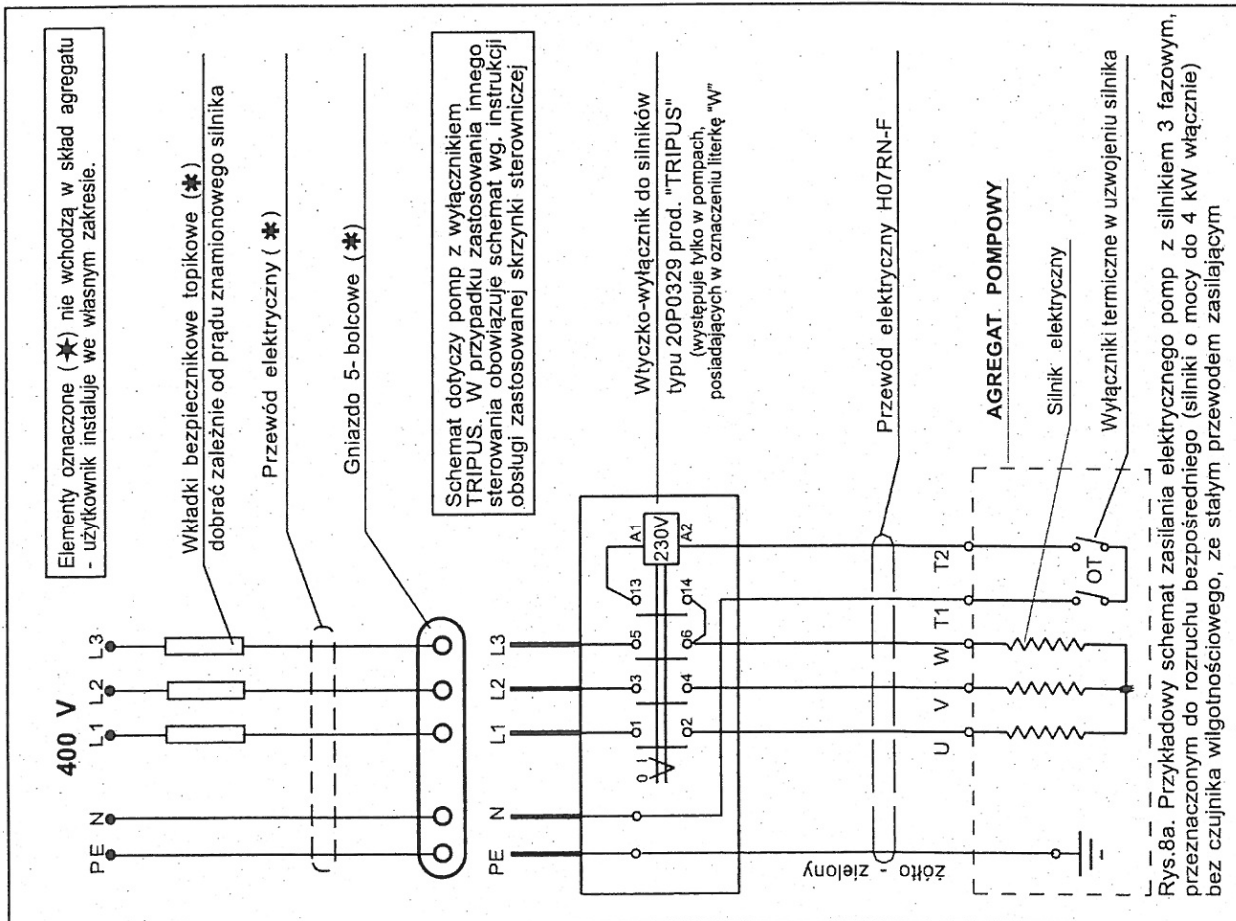 Elementy oznaczone (✶) nie wchodzą w skład agregatu
- użytkownik instaluje we własnym zakresie.
400 V
PE N L1 L2 L3
Wkładki bezpiecznikowe topikowe (✱)
dobrać zależnie od prądu znamionowego silnika
Przewód elektryczny (✱)
Gniazdo 5- bolcowe (✱)
Schemat dotyczy pomp z wyłącznikiem
TRIPUS. W przypadku zastosowania innego
sterowania obowiązuje schemat wg. instrukcji
obsługi zastosowanej skrzynki sterowniczej
PE N L1 L2 L3
0 I
1 3 5 13 A1
230V
2 4 6 14 A2
Wtyczko-wyłącznik do silników
typu 20P0329 prod. "TRIPUS"
(występuje tylko w pompach,
posiadających w oznaczeniu literkę "W"
żółto - zielony
Przewód elektryczny H07RN-F
U V W T1 T2
AGREGAT POMPOWY
Silnik elektryczny
OT
Wyłączniki termiczne w uzwojeniu silnika
Rys.8a. Przykładowy schemat zasilania elektrycznego pomp z silnikiem 3 fazowym,
przeznaczonym do rozruchu bezpośredniego (silniki o mocy do 4 kW włącznie)
bez czujnika wilgotnościowego, ze stałym przewodem zasilającym